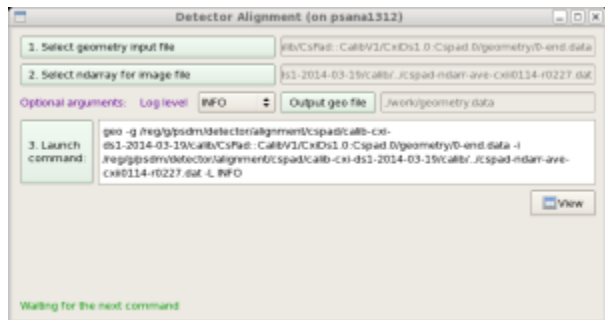 Detector Alignment (on psana1312)
1. Select geometry input file
alib/CsPad::CalibV1/CxiDs1.0:Cspad.0/geometry/0-end.data
2. Select ndarray for image file
ds1-2014-03-19/calib/../cspad-ndarr-ave-cxii0114-r0227.dat
Optional arguments: Log level INFO Output geo file ./work/geometry.data
3. Launch command:
geo -g /reg/g/psdm/detector/alignment/cspad/calib-cxi-
ds1-2014-03-19/calib/CsPad::CalibV1/CxiDs1.0:Cspad.0/geometry/0-end.data -i
/reg/g/psdm/detector/alignment/cspad/calib-cxi-ds1-2014-03-19/calib/../cspad-ndarr-ave-
cxii0114-r0227.dat -L INFO
View
Waiting for the next command